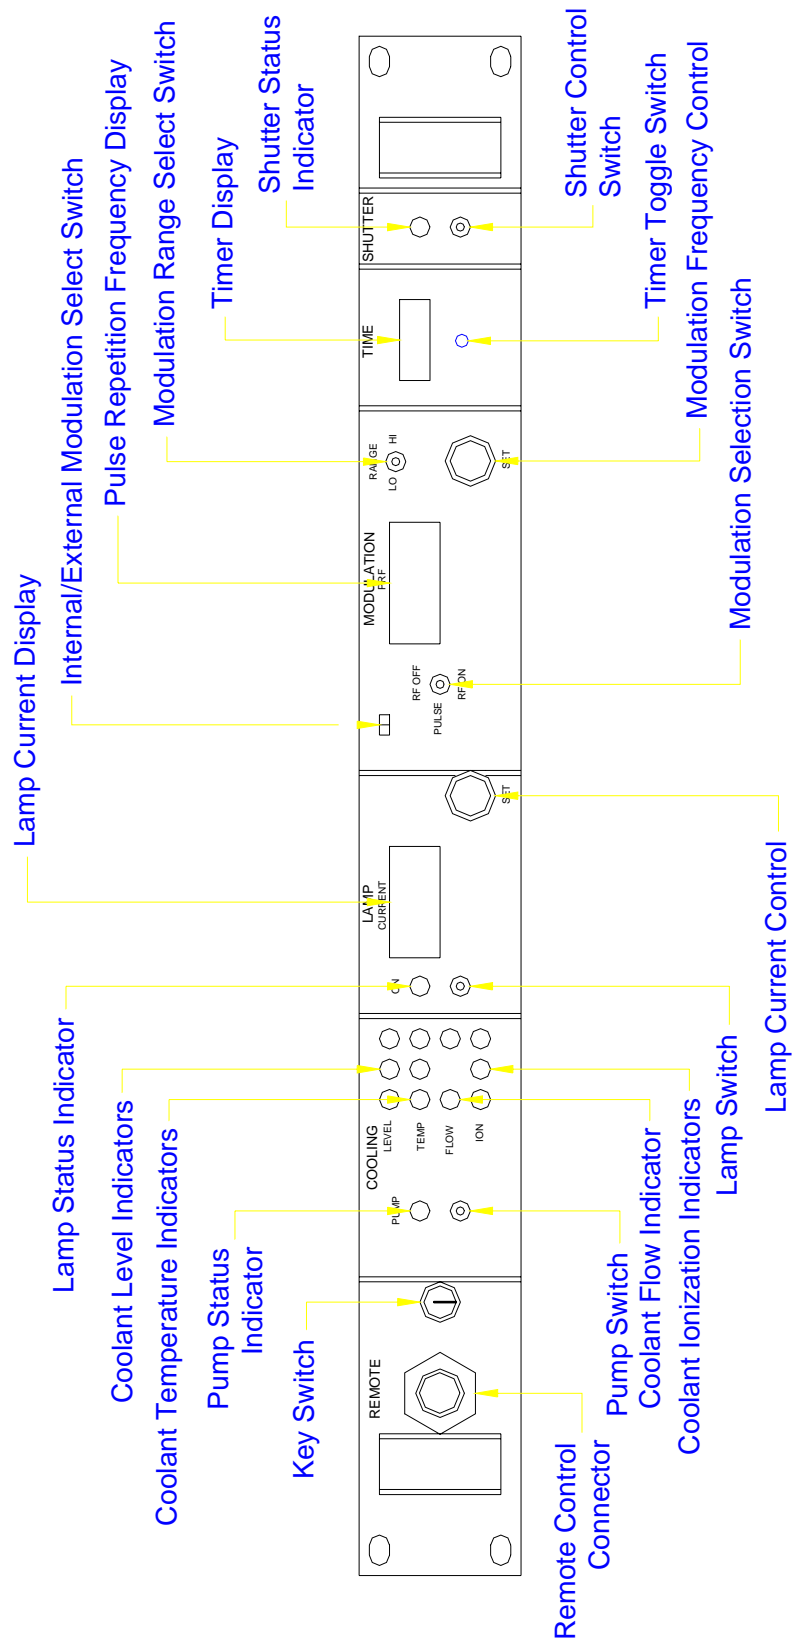 Lamp Current Display
Internal/External Modulation Select Switch
Pulse Repetition Frequency Display
Modulation Range Select Switch
Timer Display
Shutter Status
Indicator
Lamp Status Indicator
Coolant Level Indicators
Coolant Temperature Indicators
Pump Status
Indicator
Key Switch
REMOTE
COOLING
PUMP
LEVEL
TEMP
FLOW
ION
LAMP
CURRENT
ON
SET
MODULATION
PRF
RF OFF
PULSE
RF ON
RANGE
LO
HI
SET
TIME
SHUTTER
Remote Control
Connector
Pump Switch
Coolant Flow Indicator
Coolant Ionization Indicators
Lamp Switch
Lamp Current Control
Modulation Selection Switch
Modulation Frequency Control
Timer Toggle Switch
Shutter Control
Switch